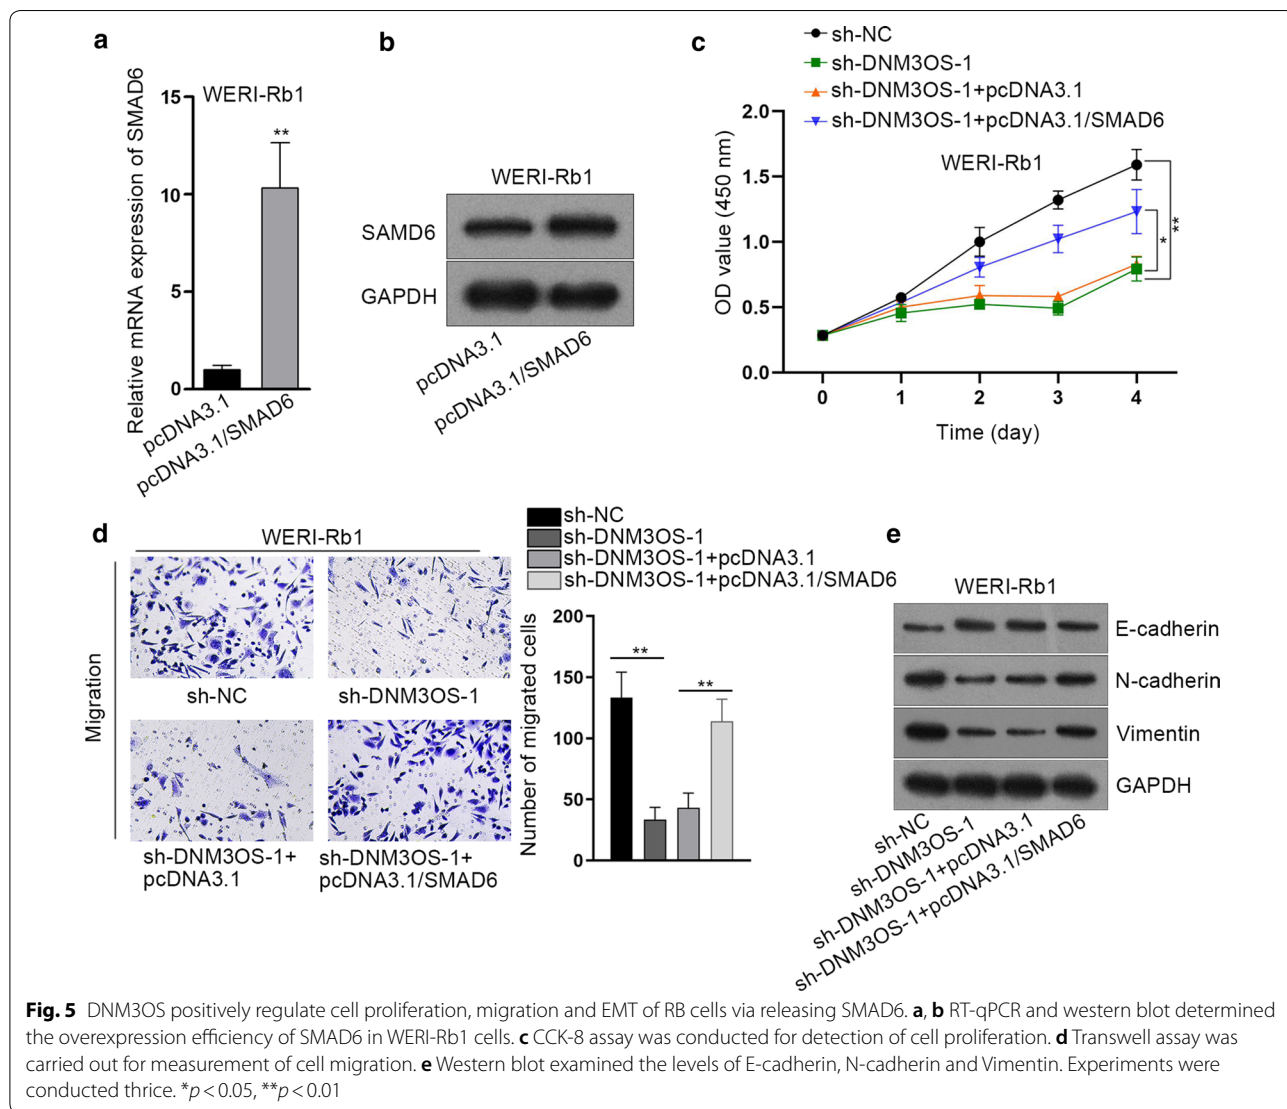 a
Relative mRNA expression of SMAD6
WERI-Rb1
15
10
5
0
**
pcDNA3.1
pcDNA3.1/SMAD6
b
WERI-Rb1
SAMD6
GAPDH
pcDNA3.1
pcDNA3.1/SMAD6
c
sh-NC
sh-DNM3OS-1
sh-DNM3OS-1+pcDNA3.1
sh-DNM3OS-1+pcDNA3.1/SMAD6
WERI-Rb1
OD value (450 nm)
2.0
1.5
1.0
0.5
0.0
*
**
0 1 2 3 4
Time (day)
d
WERI-Rb1
Migration
sh-NC
sh-DNM3OS-1
sh-DNM3OS-1+
pcDNA3.1
sh-DNM3OS-1+
pcDNA3.1/SMAD6
sh-NC
sh-DNM3OS-1
sh-DNM3OS-1+pcDNA3.1
sh-DNM3OS-1+pcDNA3.1/SMAD6
Number of migrated cells
200
150
100
50
0
**
**
e
WERI-Rb1
E-cadherin
N-cadherin
Vimentin
GAPDH
sh-NC
sh-DNM3OS-1
sh-DNM3OS-1+pcDNA3.1
sh-DNM3OS-1+pcDNA3.1/SMAD6
Fig. 5 DNM3OS positively regulate cell proliferation, migration and EMT of RB cells via releasing SMAD6. a, b RT-qPCR and western blot determined
the overexpression efficiency of SMAD6 in WERI-Rb1 cells. c CCK-8 assay was conducted for detection of cell proliferation. d Transwell assay was
carried out for measurement of cell migration. e Western blot examined the levels of E-cadherin, N-cadherin and Vimentin. Experiments were
conducted thrice. *p < 0.05, **p < 0.01